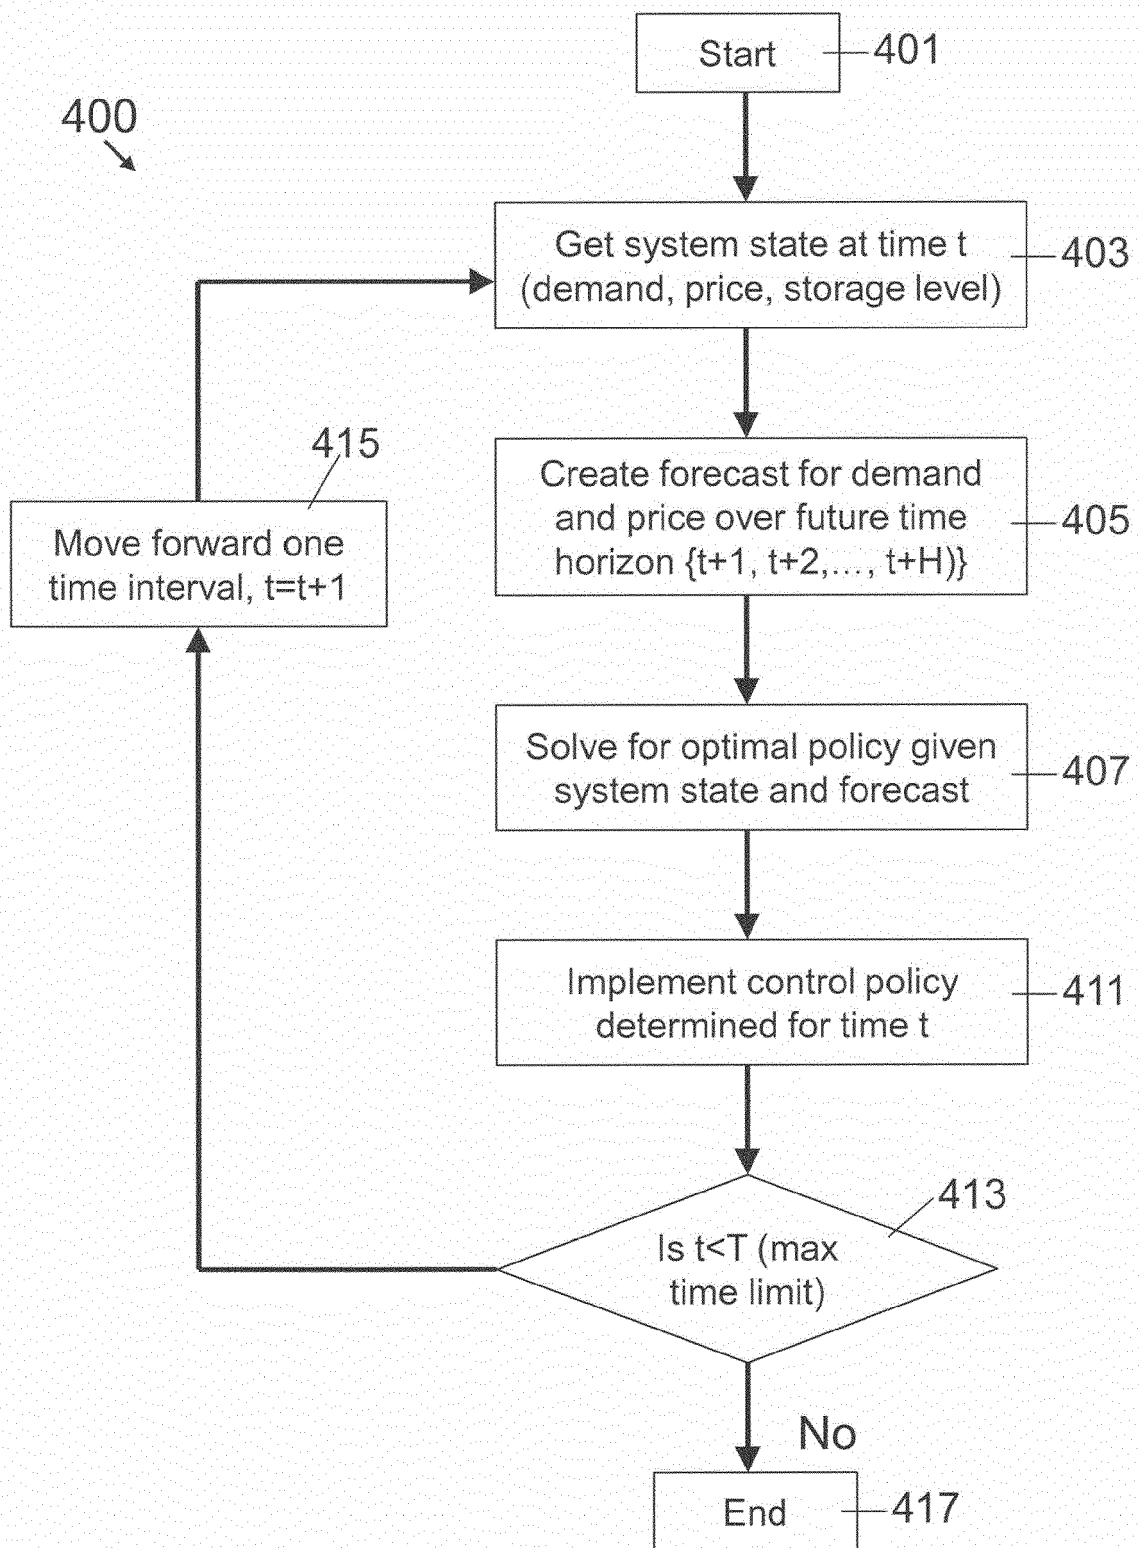 Start
401
400
Get system state at time t
(demand, price, storage level)
403
415
Create forecast for demand
and price over future time
horizon {t+1, t+2,..., t+H)}
405
Move forward one
time interval, t=t+1
Solve for optimal policy given
system state and forecast
407
Implement control policy
determined for time t
411
413
Is t<T (max
time limit)
No
End
417